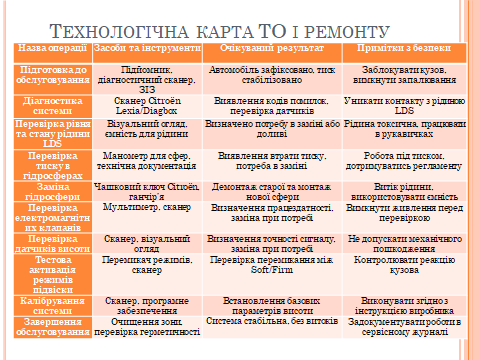 Технологічна карта ТО і ремонту
Назва операції Засоби та інструменти Очікуваний результат Примітки з безпеки
Підготовка до Підйомник, Автомобіль зафіксовано, тиск Заблокувати кузов,
обслуговування діагностичний сканер, стабілізовано вимкнути запалювання
ЗІЗ
Діагностика Сканер Citroën Виявлення кодів помилок, Уникати контакту з рідиною
системи Lexia/Diagbox перевірка датчиків LDS
Перевірка рівня Візуальний огляд, Визначено потребу в заміні або Рідина токсична, працювати
та стану рідини ємність для рідини доливі в рукавичках
LDS
Перевірка Манометр для сфер, Виявлення втрати тиску, Робота під тиском,
тиску в технічна документація потреба в заміні дотримуватись регламенту
гідросферах
Заміна Чашковий ключ Citroën, Демонтаж старої та монтаж Витік рідини,
гідросфери ганчір'я нової сфери використовувати ємність
Перевірка Мультиметр, сканер Визначення працездатності, Вимкнути живлення перед
електромагнітн заміна при потребі перевіркою
их клапанів
Перевірка Сканер, візуальний Визначення точності сигналу, Не допускати механічного
датчиків висоти огляд заміна при потребі пошкодження
Тестова Перемикач режимів, Перевірка перемикання між Контролювати реакцію
активація сканер Soft/Firm кузова
режимів
підвіски
Калібрування Сканер, програмне Встановлення базових Виконувати згідно з
системи забезпечення параметрів висоти інструкцією виробника
Завершення Очищення зони, Система стабільна, без витоків Задокументувати роботи в
обслуговування перевірка герметичності сервісному журналі